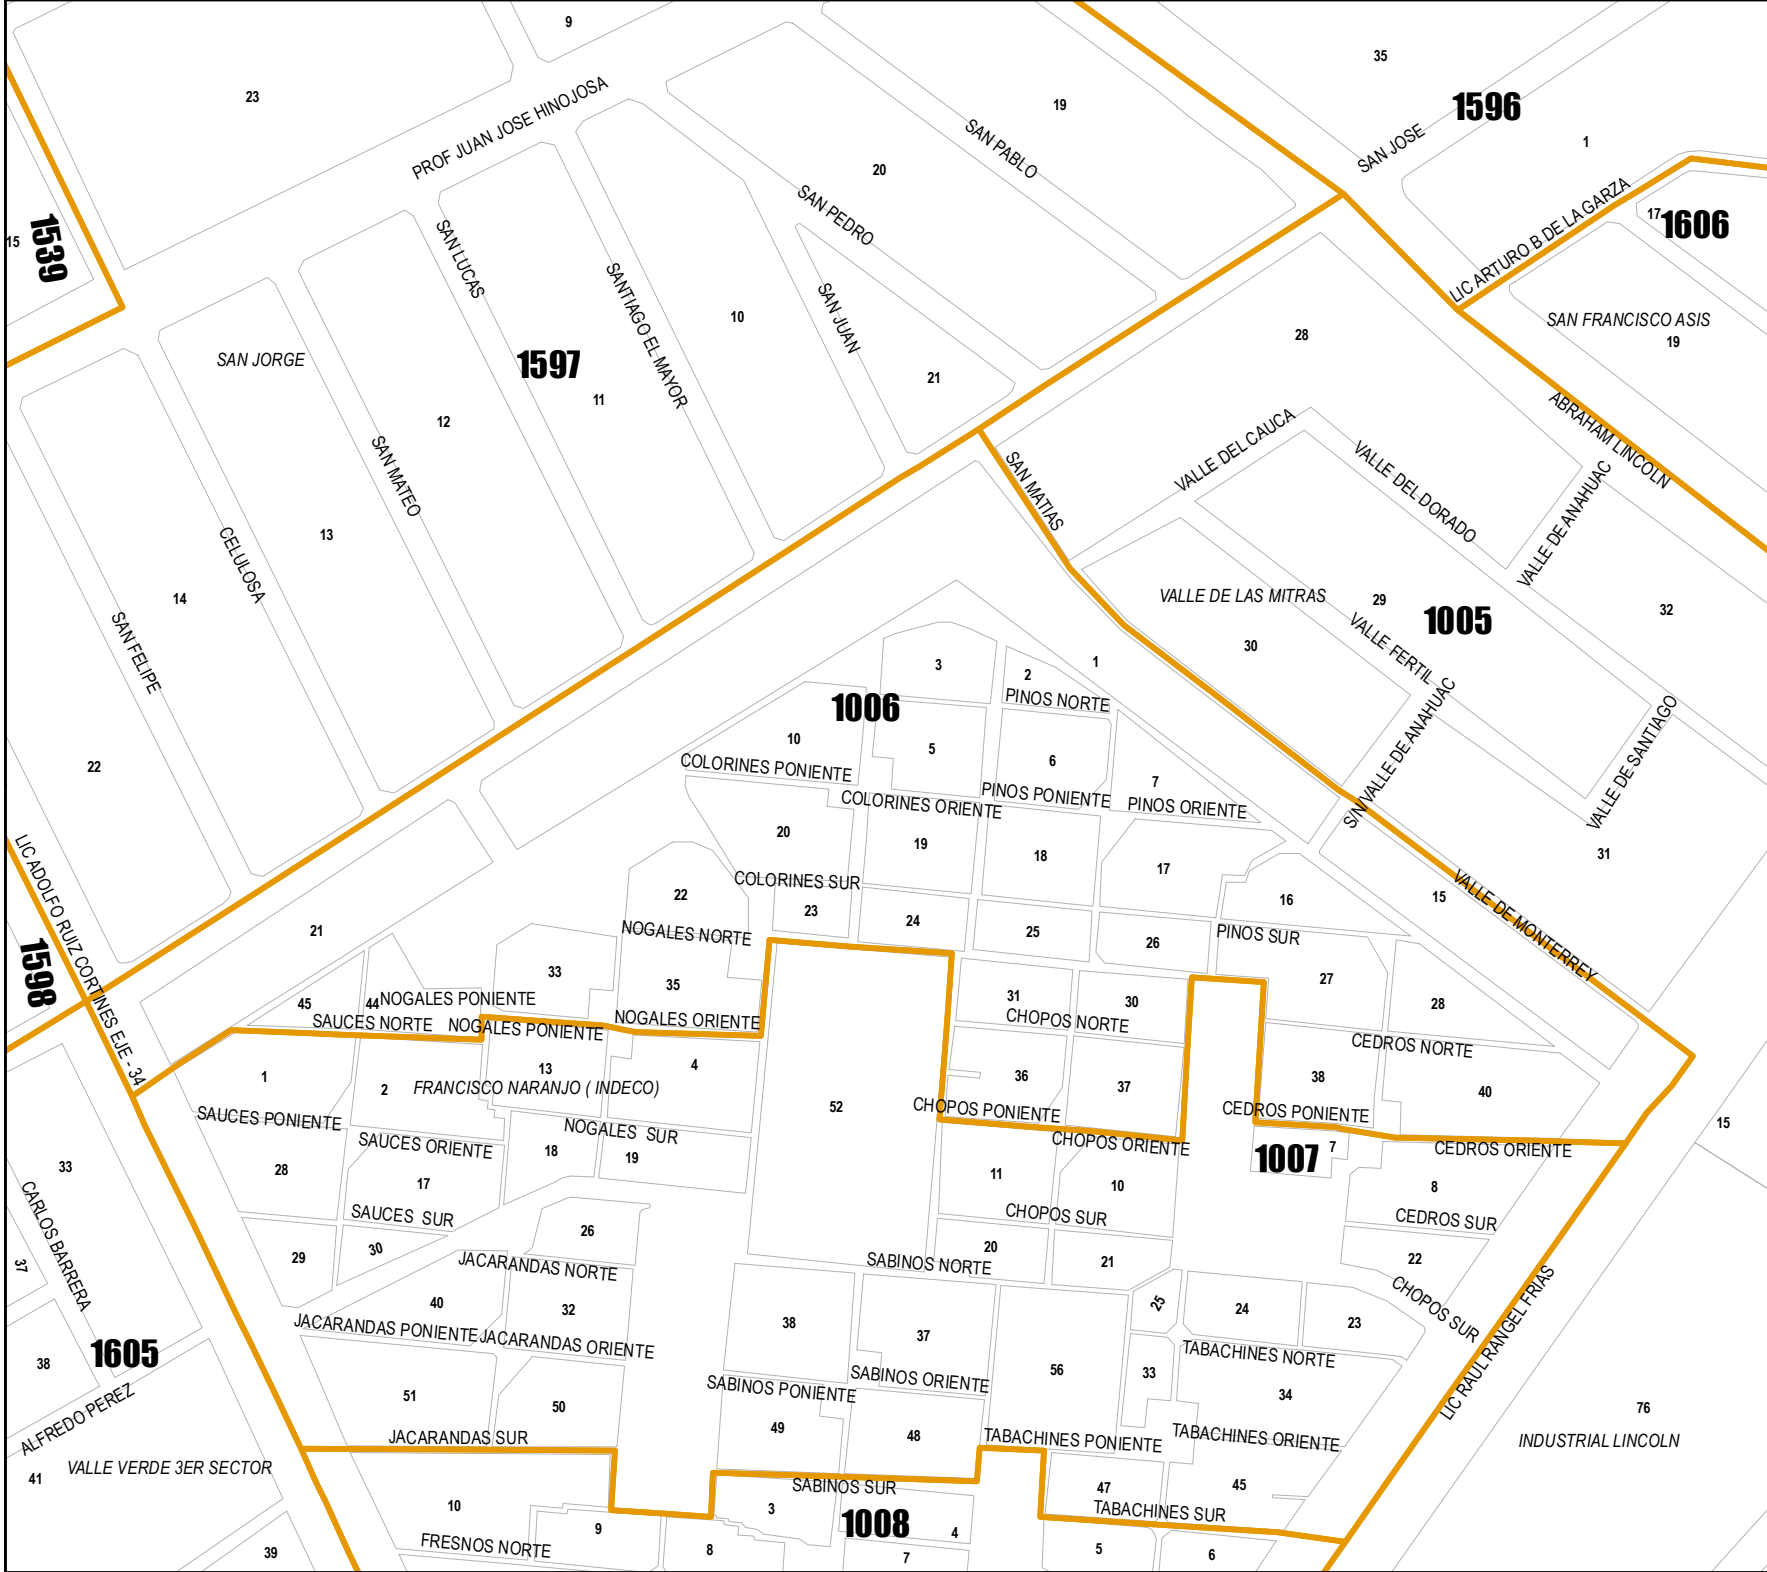 9
35
23
19
1596
PROF JUAN JOSE HINOJOSA
SAN JOSE
1
SAN PABLO
20
LIC ARTURO B DE LA GARZA
17
1606
SAN PEDRO
15
1539
SAN LUCAS
SANTIAGO EL MAYOR
10
SAN JUAN
SAN FRANCISCO ASIS
19
28
SAN JORGE
1597
21
11
12
ABRAHAM LINCOLN
VALLE DEL CAUCA
VALLE DEL DORADO
SAN MATEO
SAN MATIAS
VALLE DE ANAHUAC
13
CELULOSA
14
VALLE DE LAS MITRAS
29
1005
32
SAN FELIPE
30
VALLE FERTIL
3
2
1
PINOS NORTE
1006
S/N VALLE DE ANAHUAC
VALLE DE SANTIAGO
10
5
6
22
COLORINES PONIENTE
7
PINOS PONIENTE
PINOS ORIENTE
COLORINES ORIENTE
20
19
18
31
17
LIC ADOLFO RUIZ CORTINES EJE - 34
COLORINES SUR
22
16
15
VALLE DE MONTERREY
23
24
25
26
21
NOGALES NORTE
PINOS SUR
1598
33
35
27
45
44
NOGALES PONIENTE
31
30
28
SAUCES NORTE
NOGALES PONIENTE
NOGALES ORIENTE
CHOPOS NORTE
CEDROS NORTE
1
2
13
4
FRANCISCO NARANJO ( INDECO)
36
37
38
40
52
SAUCES PONIENTE
CHOPOS PONIENTE
CEDROS PONIENTE
15
NOGALES SUR
SAUCES ORIENTE
CHOPOS ORIENTE
1007
7
CEDROS ORIENTE
33
28
18
19
17
11
10
8
CARLOS BARRERA
SAUCES SUR
CHOPOS SUR
CEDROS SUR
29
30
26
20
21
22
37
JACARANDAS NORTE
SABINOS NORTE
CHOPOS SUR
LIC RAUL RANGEL FRIAS
40
32
25
24
23
JACARANDAS PONIENTE
JACARANDAS ORIENTE
38
37
1605
38
TABACHINES NORTE
56
33
SABINOS ORIENTE
SABINOS PONIENTE
34
51
50
76
ALFREDO PEREZ
JACARANDAS SUR
49
48
TABACHINES PONIENTE
TABACHINES ORIENTE
INDUSTRIAL LINCOLN
41
VALLE VERDE 3ER SECTOR
SABINOS SUR
47
45
10
3
TABACHINES SUR
1008
9
4
FRESNOS NORTE
39
8
7
5
6